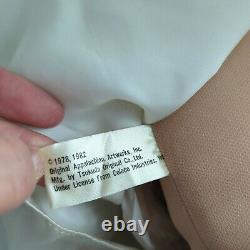 © 1978, 1982
Original Appalachian Artworks, Inc.
Mfg. by Tsukuda Original Co., Ltd.
Under License From Coleco Industries, Inc.